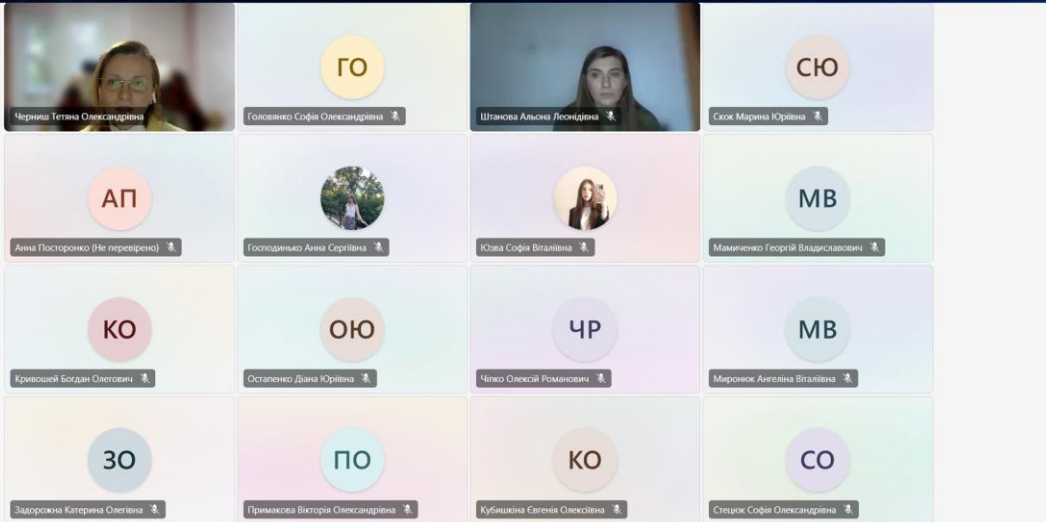 Черниш Тетяна Олександрівна
ГО
Головянко Софія Олександрівна
Штанова Альона Леонідівна
СЮ
Скок Марина Юріївна
АП
Анна Посторонко (Не перевірено)
Господинько Анна Сергіївна
Юзва Софія Віталіївна
МВ
Мамиченко Георгій Владиславович
КО
Кривошей Богдан Олегович
ОЮ
Остапенко Діана Юріївна
ЧР
Чіпко Олексій Романович
МВ
Миронюк Ангеліна Віталіївна
ЗО
Задорожна Катерина Олегівна
ПО
Примакова Вікторія Олександрівна
КО
Кубишкіна Євгенія Олексіївна
СО
Стецюк Софія Олександрівна